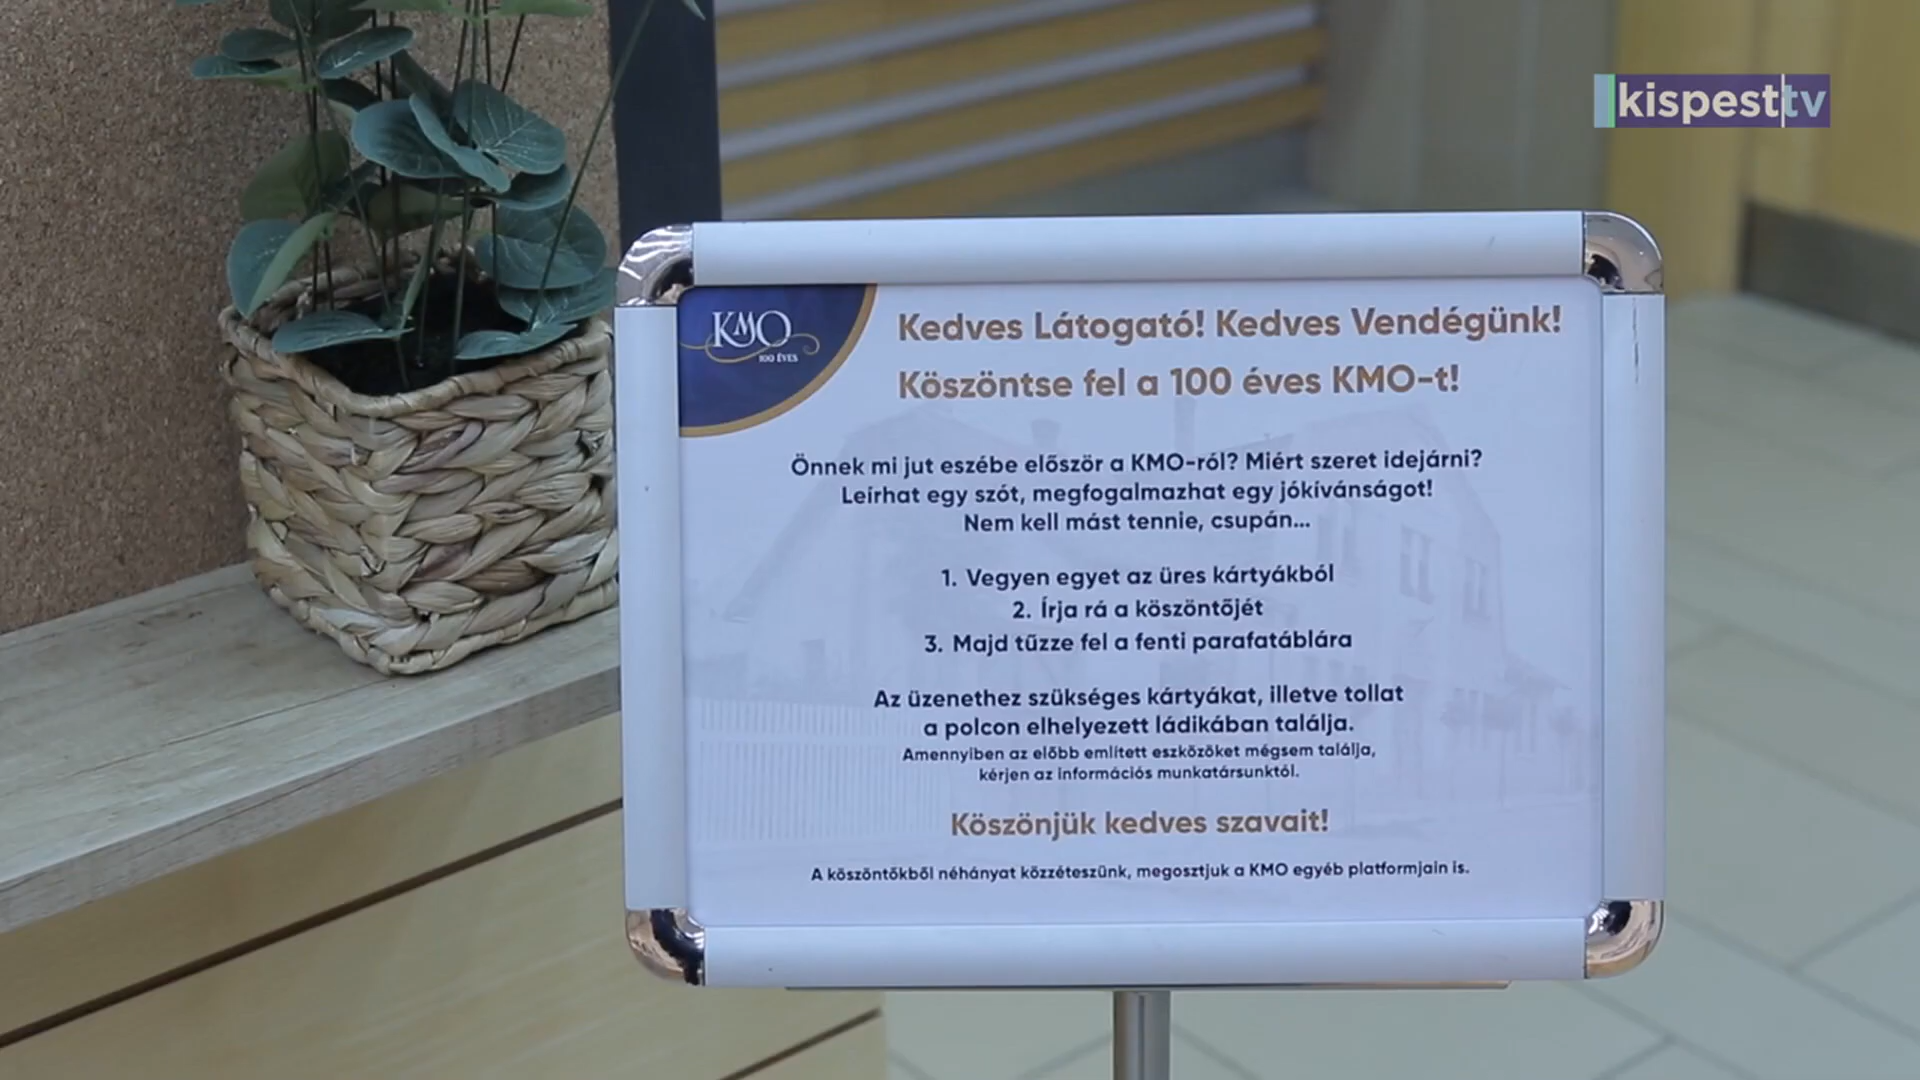 kispest tv
KMO
100 ÉVES
Kedves Látogató! Kedves Vendégünk!
Köszöntse fel a 100 éves KMO-t!
Önnek mi jut eszébe először a KMO-ról? Miért szeret idejárni?
Leírhat egy szót, megfogalmazhat egy jókívánságot!
Nem kell mást tennie, csupán...
1. Vegyen egyet az üres kártyákból
2. Írja rá a köszöntőjét
3. Majd tűzze fel a fenti parafatáblára
Az üzenethez szükséges kártyákat, illetve tollat
a polcon elhelyezett ládikában találja.
Amennyiben az előbb említett eszközöket mégsem találja,
kérjen az információs munkatársunktól.
Köszönjük kedves szavait!
A köszöntőkből néhányat közzéteszünk, megosztjuk a KMO egyéb platformjain is.